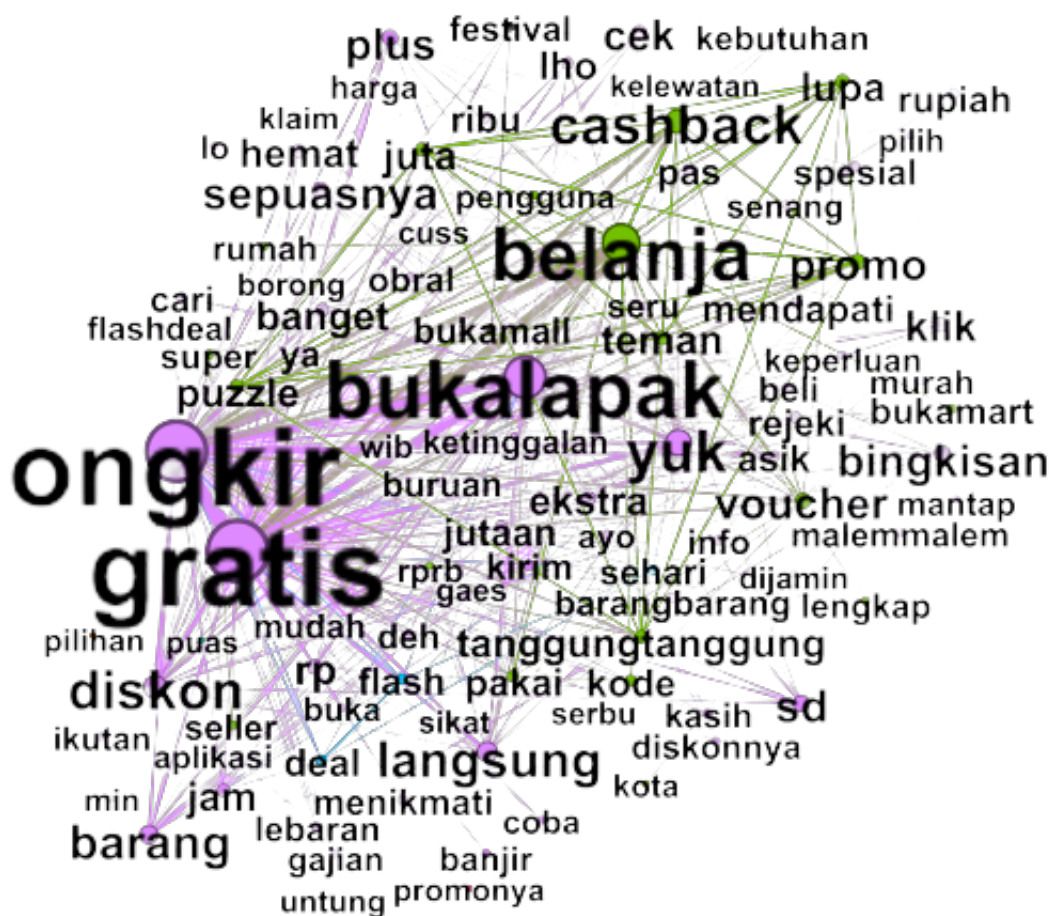 plus festival cek kebutuhan
lho
harga kelewatan lupa rupiah
klaim ribu cashback pilih
lo hemat juta pas spesial
sepuasnya pengguna senang
cuss
rumah belanja promo
borong obral seru mendapati
cari banget bukamall teman klik
flashdeal
super ya keperluan
puzzle bukalapak beli murah
rejeki bukamart
ongkir wib ketinggalan yuk asik bingkisan
buruan ekstra voucher mantap
jutaan ayo info malemmalem
gratis rprb kirim sehari dijamin
gaes barangbarang lengkap
pilihan puas mudah deh tanggungtanggung
diskon rp flash pakai kode
buka sikat serbu kasih sd
ikutan seller
aplikasi deal langsung diskonnya
min jam menikmati kota
barang lebaran coba
gajian banjir
untung promonya